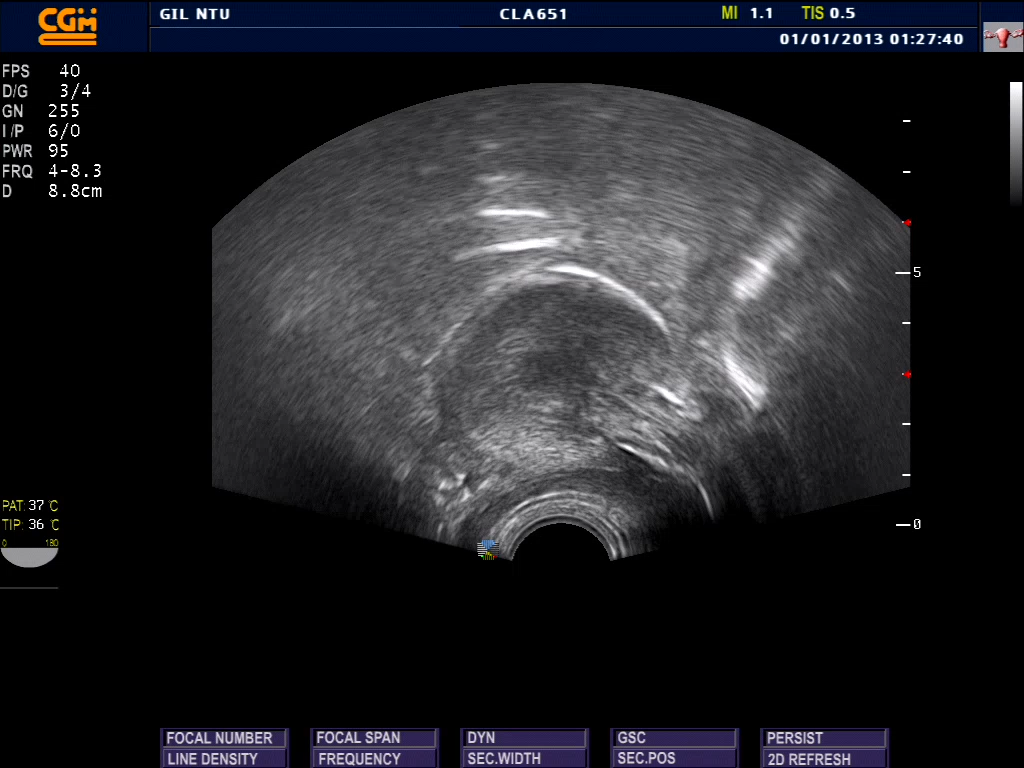 CGM
GIL NTU CLA651 MI 1.1 TIS 0.5
01/01/2013 01:27:40
FPS 40
D/G 3/4
GN 255
I/P 6/0
PWR 95
FRQ 4-8.3
D 8.8cm
5
PAT: 37 °C
TIP: 36 °C
0 180
0
FOCAL NUMBER FOCAL SPAN DYN GSC PERSIST
LINE DENSITY FREQUENCY SEC.WIDTH SEC.POS 2D REFRESH